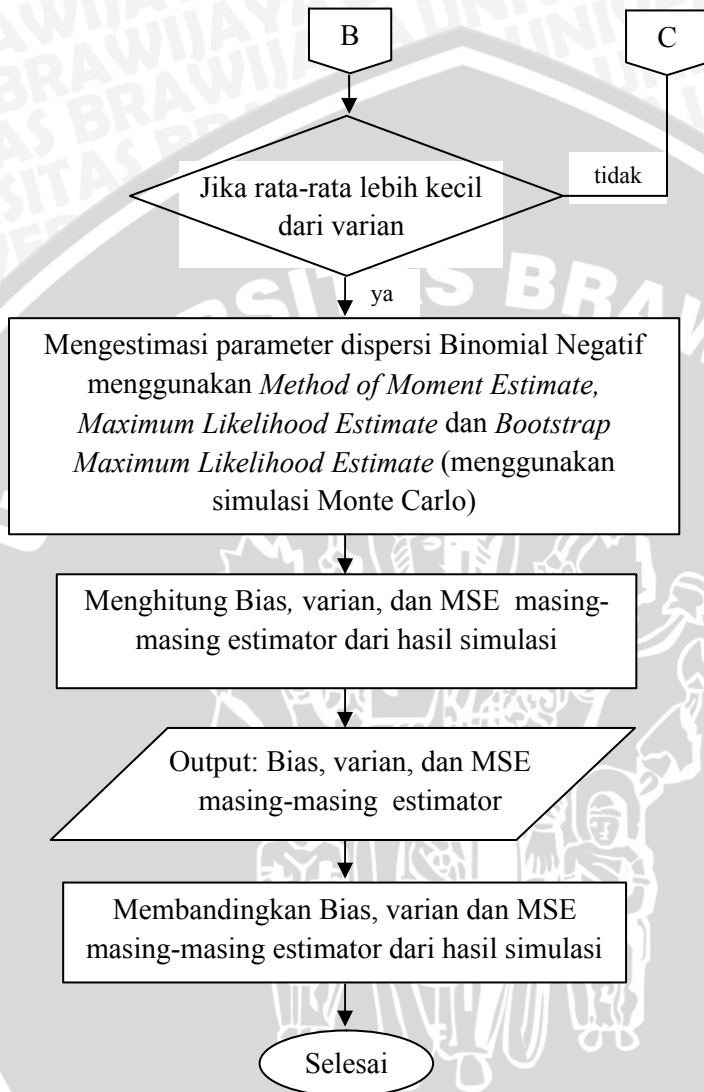 B
C
Jika rata-rata lebih kecil
dari varian
tidak
ya
Mengestimasi parameter dispersi Binomial Negatif
menggunakan Method of Moment Estimate,
Maximum Likelihood Estimate dan Bootstrap
Maximum Likelihood Estimate (menggunakan
simulasi Monte Carlo)
Menghitung Bias, varian, dan MSE masing-
masing estimator dari hasil simulasi
Output: Bias, varian, dan MSE
masing-masing estimator
Membandingkan Bias, varian dan MSE
masing-masing estimator dari hasil simulasi
Selesai